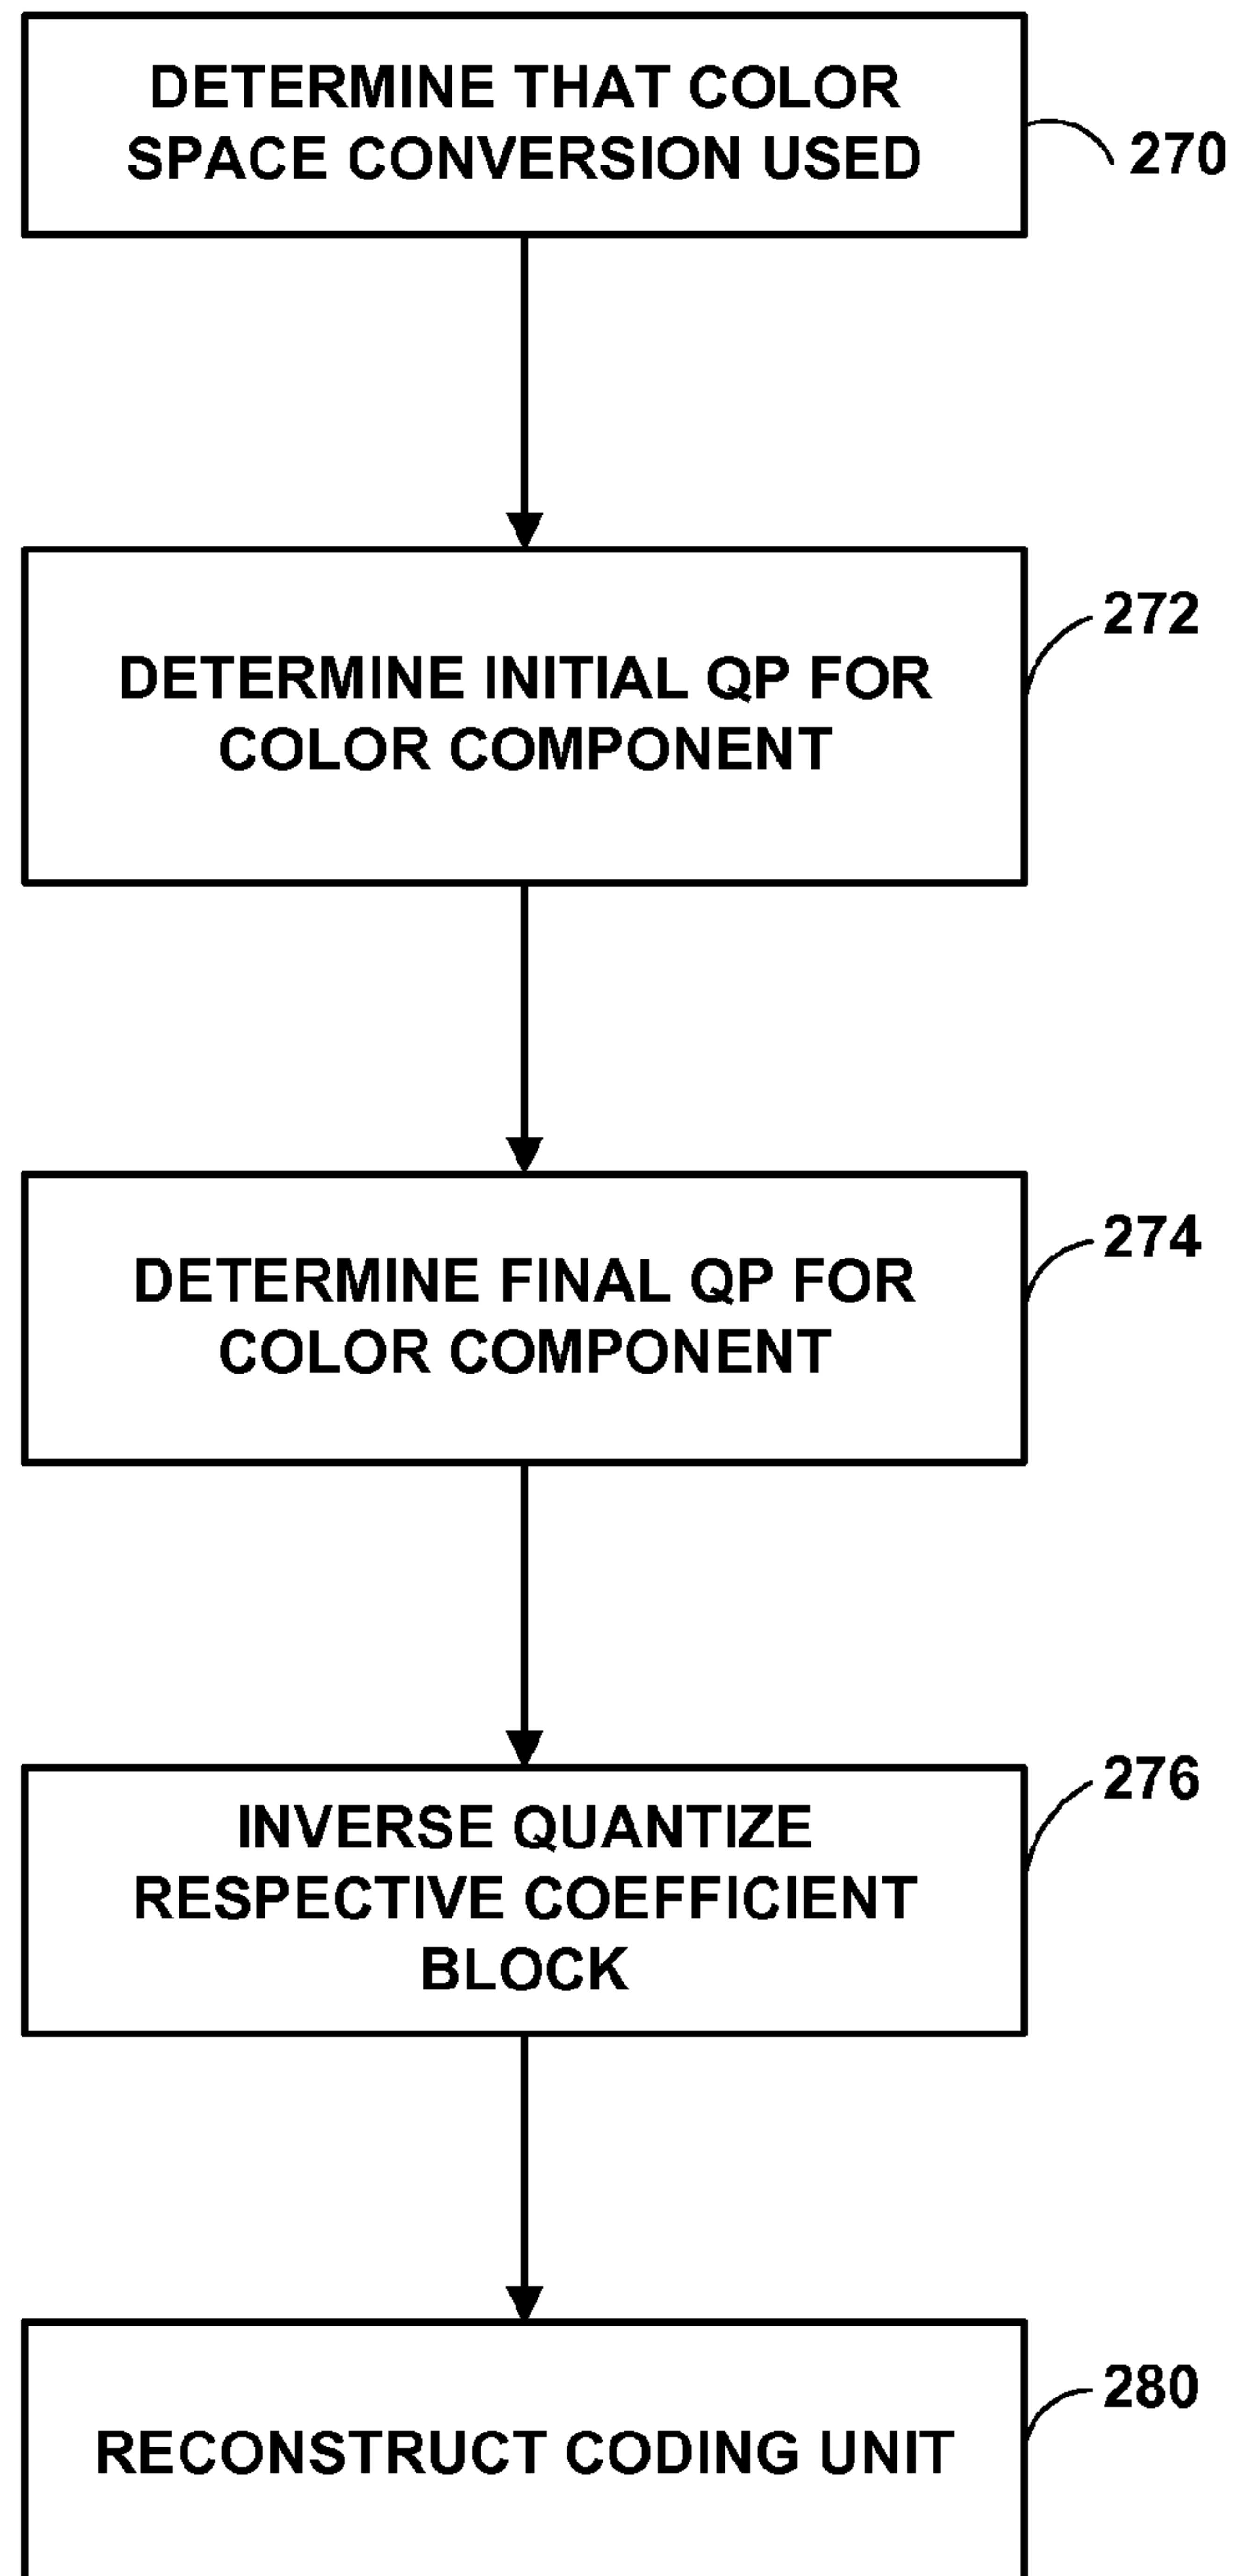 DETERMINE THAT COLOR
SPACE CONVERSION USED
270
DETERMINE INITIAL QP FOR
COLOR COMPONENT
272
DETERMINE FINAL QP FOR
COLOR COMPONENT
274
INVERSE QUANTIZE
RESPECTIVE COEFFICIENT
BLOCK
276
RECONSTRUCT CODING UNIT
280